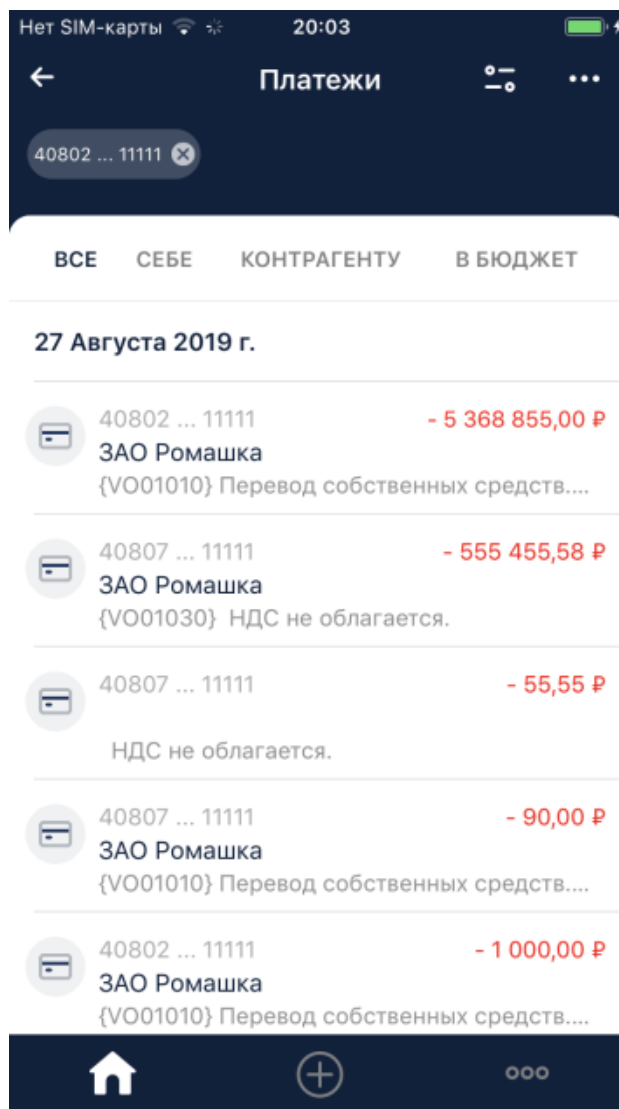 Нет SIM-карты 20:03
Платежи
40802 ... 11111
ВСЕ СЕБЕ КОНТРАГЕНТУ В БЮДЖЕТ
27 Августа 2019 г.
40802 ... 11111 - 5 368 855,00 ₽
ЗАО Ромашка
{VO01010} Перевод собственных средств....
40807 ... 11111 - 555 455,58 ₽
ЗАО Ромашка
{VO01030} НДС не облагается.
40807 ... 11111 - 55,55 ₽
НДС не облагается.
40807 ... 11111 - 90,00 ₽
ЗАО Ромашка
{VO01010} Перевод собственных средств....
40802 ... 11111 - 1 000,00 ₽
ЗАО Ромашка
{VO01010} Перевод собственных средств....